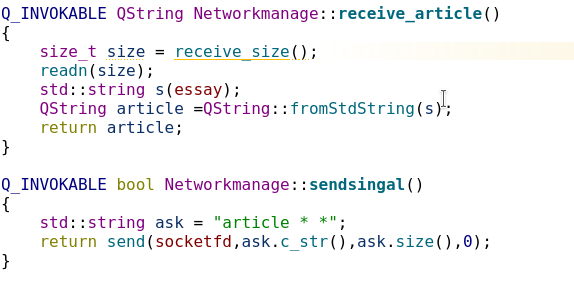 Q_INVOKABLE QString Networkmanage::receive_article()
{
    size_t size = receive_size();
    readn(size);
    std::string s(essay);
    QString article =QString::fromStdString(s);
    return article;
}

Q_INVOKABLE bool Networkmanage::sendsingal()
{
    std::string ask = "article * *";
    return send(socketfd,ask.c_str(),ask.size(),0);
}